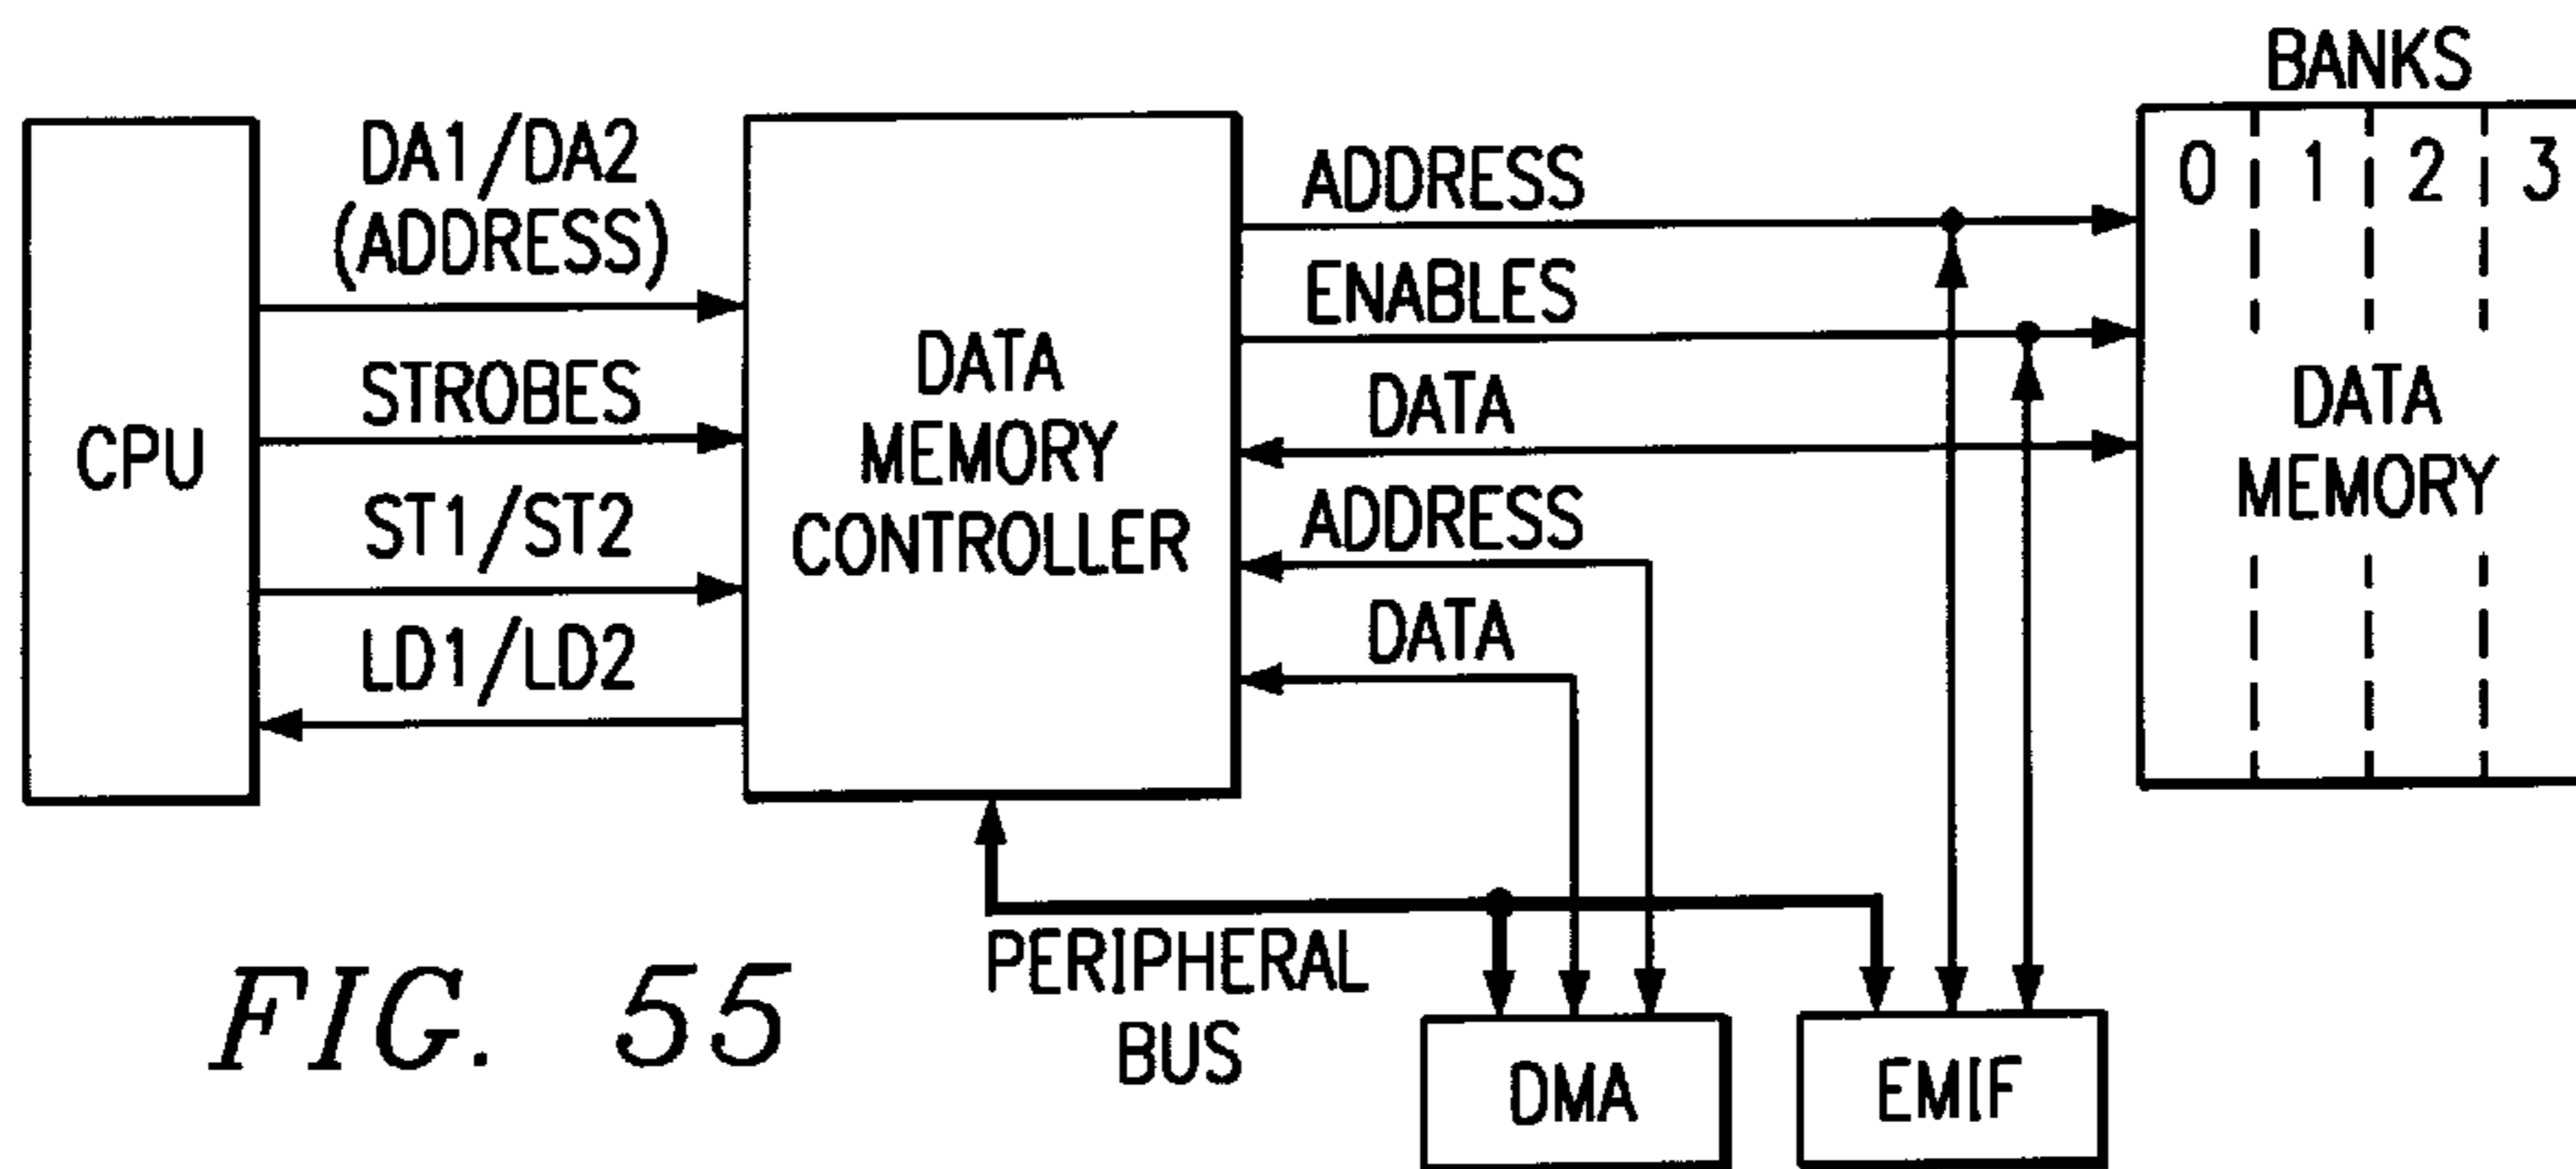 BANKS
0 1 2 3
DATA
MEMORY
CPU
DA1/DA2
(ADDRESS)
STROBES
ST1/ST2
LD1/LD2
DATA
MEMORY
CONTROLLER
ADDRESS
ENABLES
DATA
ADDRESS
DATA
PERIPHERAL
BUS
DMA
EMIF
FIG. 55